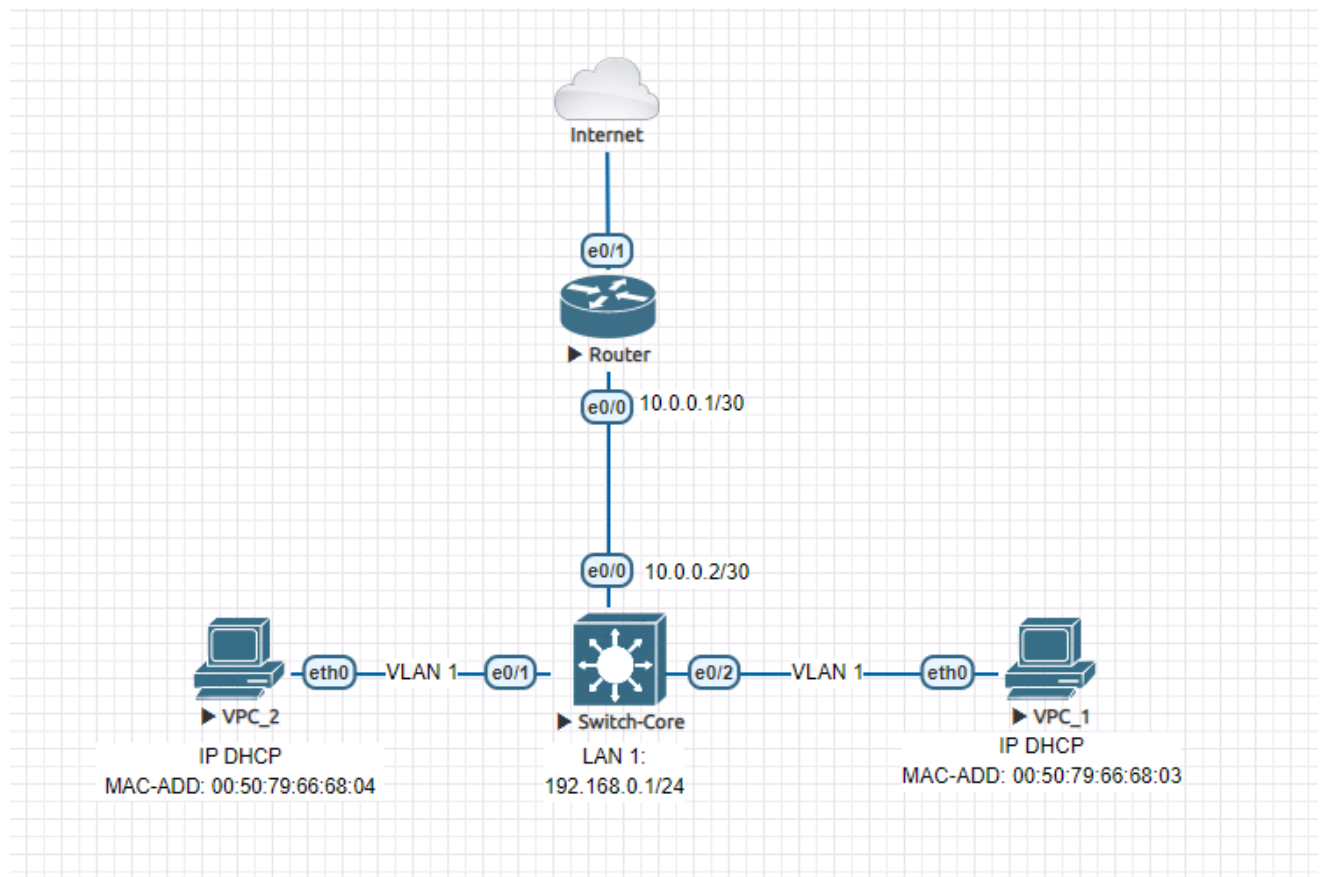 Internet
e0/1
Router
e0/0 10.0.0.1/30
e0/0 10.0.0.2/30
eth0 VLAN 1 e0/1 e0/2 VLAN 1 eth0
VPC_2 Switch-Core VPC_1
IP DHCP LAN 1: IP DHCP
MAC-ADD: 00:50:79:66:68:04 192.168.0.1/24 MAC-ADD: 00:50:79:66:68:03